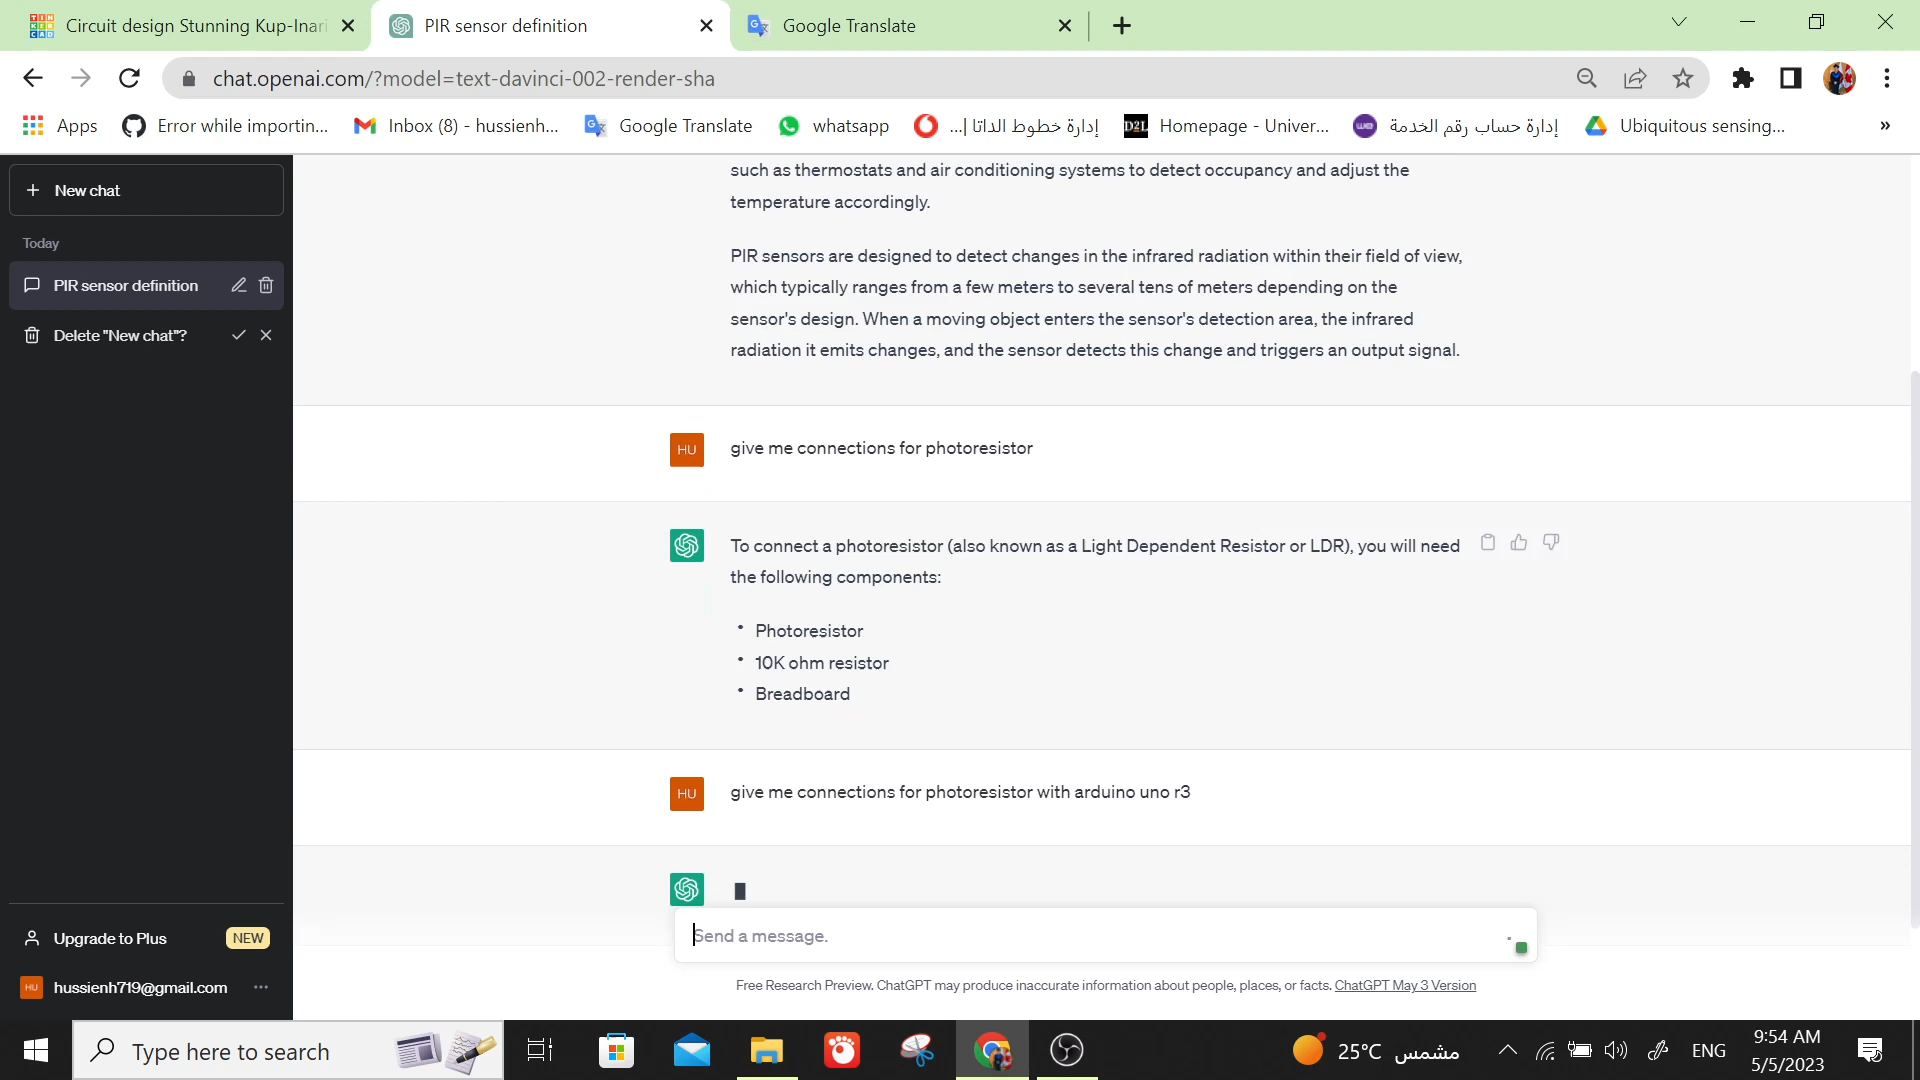 Circuit design Stunning Kup-Inari
PIR sensor definition
Google Translate
chat.openai.com/?model=text-davinci-002-render-sha
Apps
Error while importin...
Inbox (8) - hussienh...
Google Translate
whatsapp
إدارة خطوط الداتا |...
D2L
Homepage - Univer...
إدارة حساب رقم الخدمة
Ubiquitous sensing...
»
New chat
Today
PIR sensor definition
Delete "New chat"?
such as thermostats and air conditioning systems to detect occupancy and adjust the
temperature accordingly.
PIR sensors are designed to detect changes in the infrared radiation within their field of view,
which typically ranges from a few meters to several tens of meters depending on the
sensor's design. When a moving object enters the sensor's detection area, the infrared
radiation it emits changes, and the sensor detects this change and triggers an output signal.
HU
give me connections for photoresistor
To connect a photoresistor (also known as a Light Dependent Resistor or LDR), you will need
the following components:
• Photoresistor
• 10K ohm resistor
• Breadboard
HU
give me connections for photoresistor with arduino uno r3
Send a message.
Free Research Preview. ChatGPT may produce inaccurate information about people, places, or facts. ChatGPT May 3 Version
Upgrade to Plus
NEW
HU
hussienh719@gmail.com
Type here to search
25°C مشمس
ENG
9:54 AM
5/5/2023